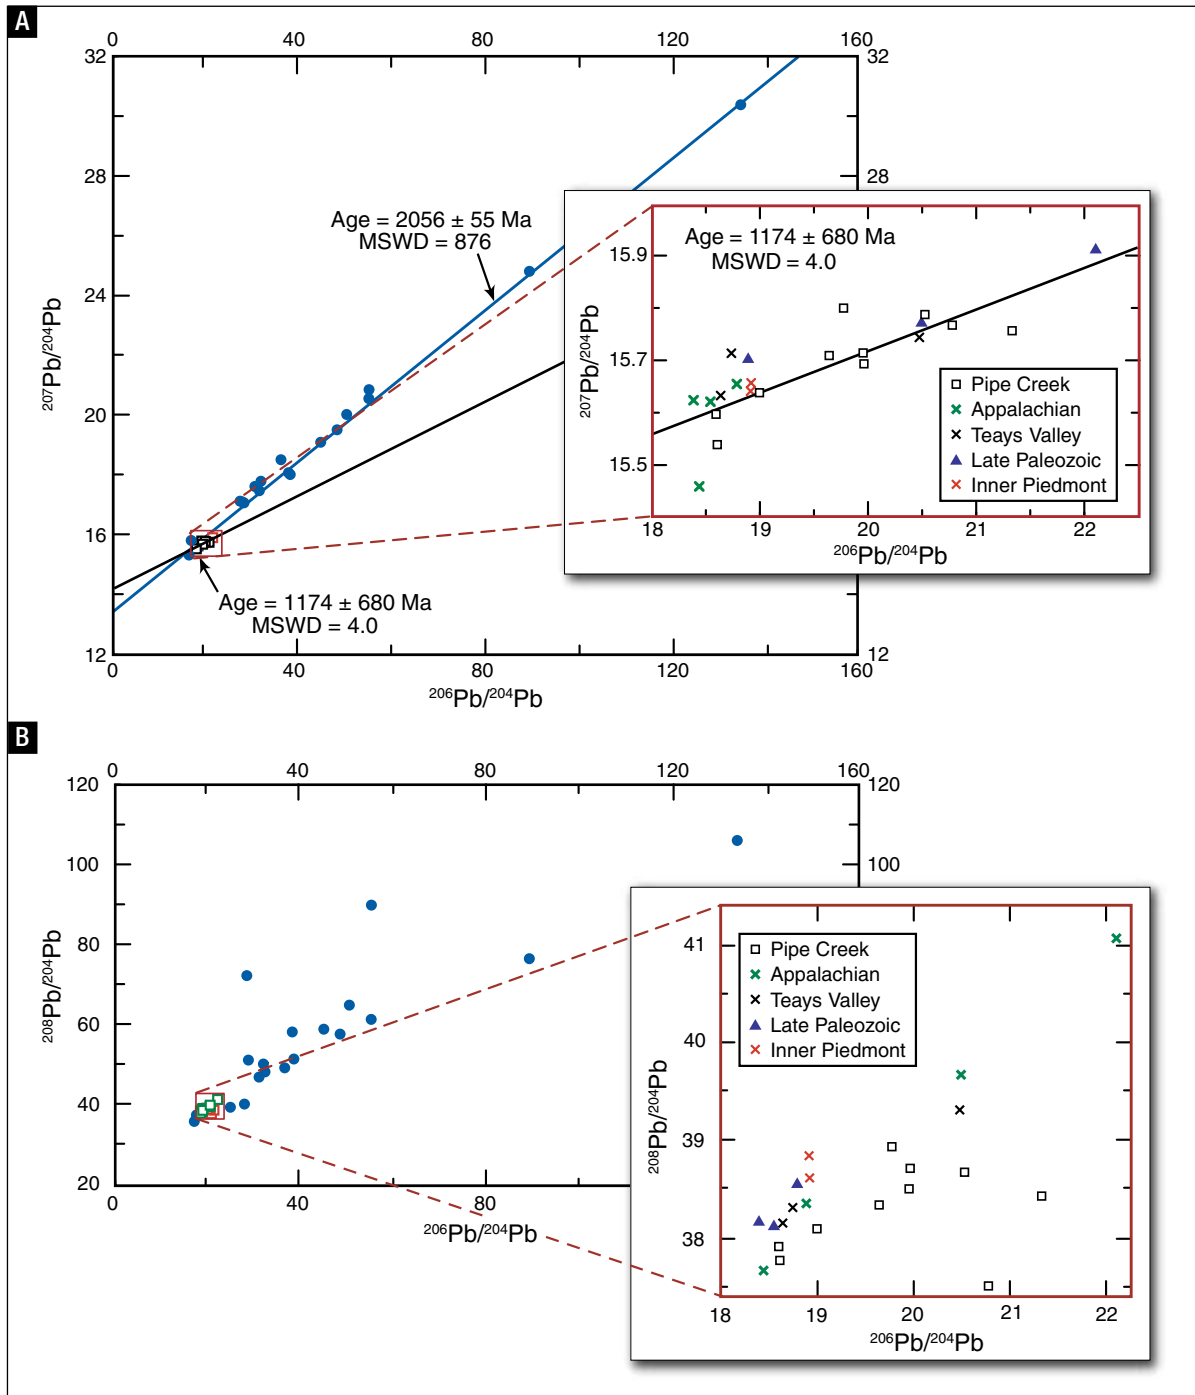 A
0 40 80 120 160
32 32
28 28
24
20
16
12 12
0 40 80 120 160
207Pb/204Pb
206Pb/204Pb
Age = 2056 ± 55 Ma
MSWD = 876
Age = 1174 ± 680 Ma
MSWD = 4.0
Age = 1174 ± 680 Ma
MSWD = 4.0
15.9
15.7
15.5
207Pb/204Pb
Pipe Creek
Appalachian
Teays Valley
Late Paleozoic
Inner Piedmont
18 19 20 21 22
206Pb/204Pb
B
0 40 80 120 160
120 120
100 100
80
60
40
20
0 40 80
208Pb/204Pb
206Pb/204Pb
41
40
39
38
208Pb/204Pb
Pipe Creek
Appalachian
Teays Valley
Late Paleozoic
Inner Piedmont
18 19 20 21 22
206Pb/204Pb